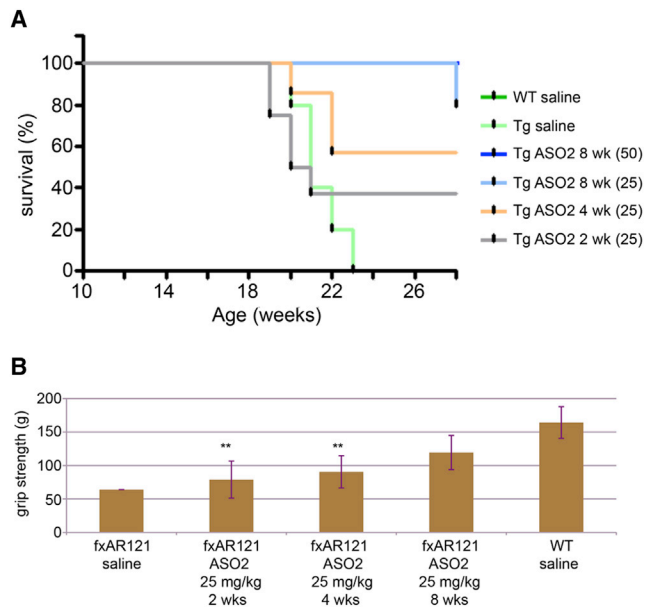 A
survival (%)
100
80
60
40
20
0
10
14
18
22
26
Age (weeks)
WT saline
Tg saline
Tg ASO2 8 wk (50)
Tg ASO2 8 wk (25)
Tg ASO2 4 wk (25)
Tg ASO2 2 wk (25)
B
grip strength (g)
200
150
100
50
0
**
**
fxAR121
saline
fxAR121
ASO2
25 mg/kg
2 wks
fxAR121
ASO2
25 mg/kg
4 wks
fxAR121
ASO2
25 mg/kg
8 wks
WT
saline